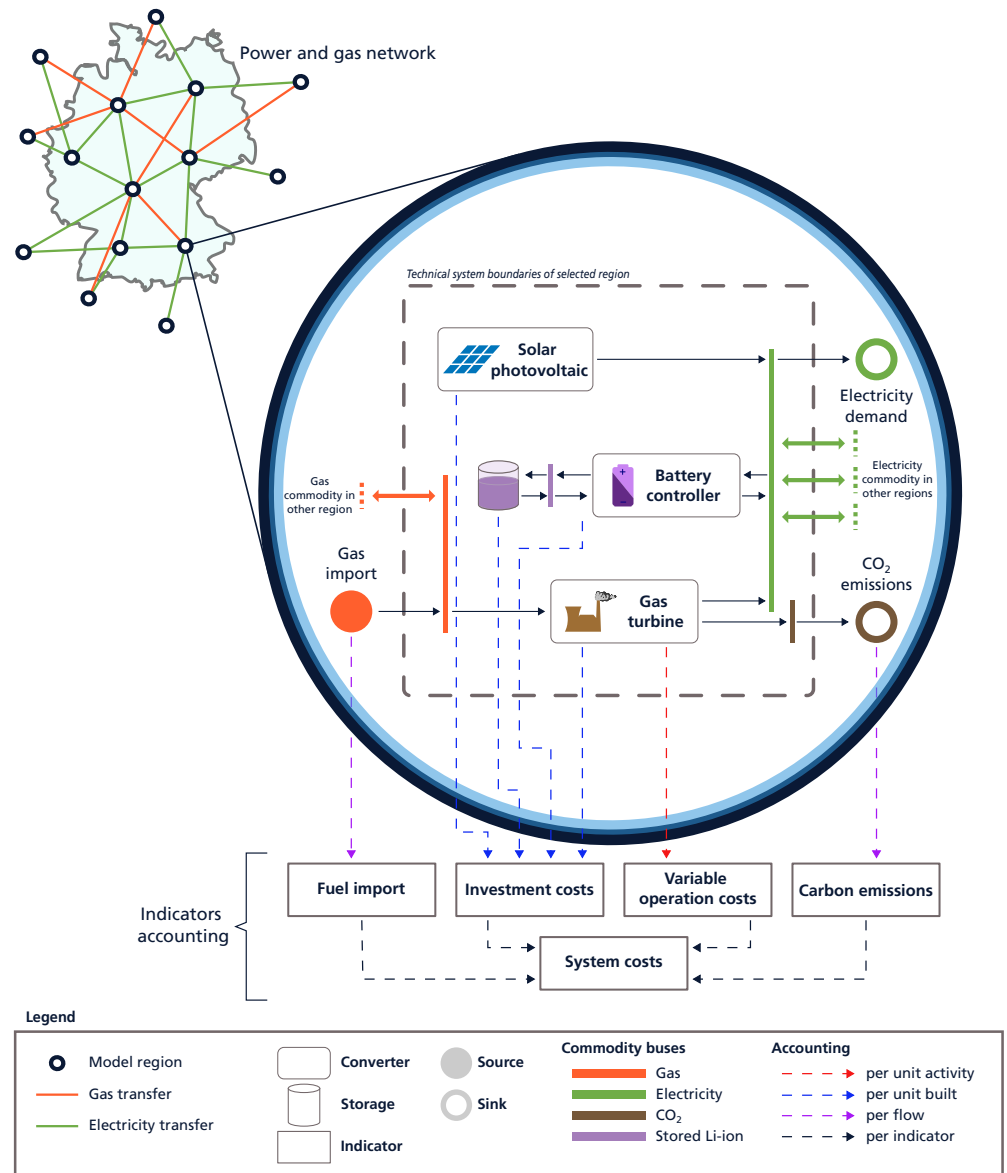 Power and gas network
Technical system boundaries of selected region
Solar
photovoltaic
Electricity
demand
Battery
controller
Electricity
commodity in
other regions
Gas
commodity in
other region
Gas
import
CO₂
emissions
Gas
turbine
Indicators
accounting
Fuel import
Investment costs
Variable
operation costs
Carbon emissions
System costs
Legend
Model region
Gas transfer
Electricity transfer
Converter
Storage
Indicator
Source
Sink
Commodity buses
Gas
Electricity
CO₂
Stored Li-ion
Accounting
per unit activity
per unit built
per flow
per indicator